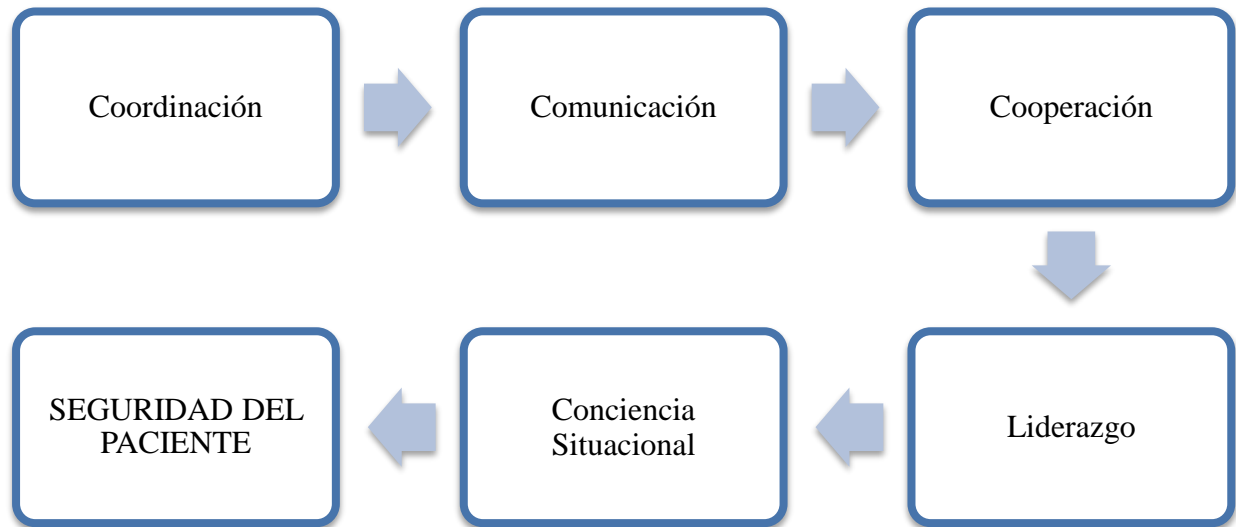 Coordinación
Comunicación
Cooperación
Liderazgo
Conciencia
Situacional
SEGURIDAD DEL
PACIENTE